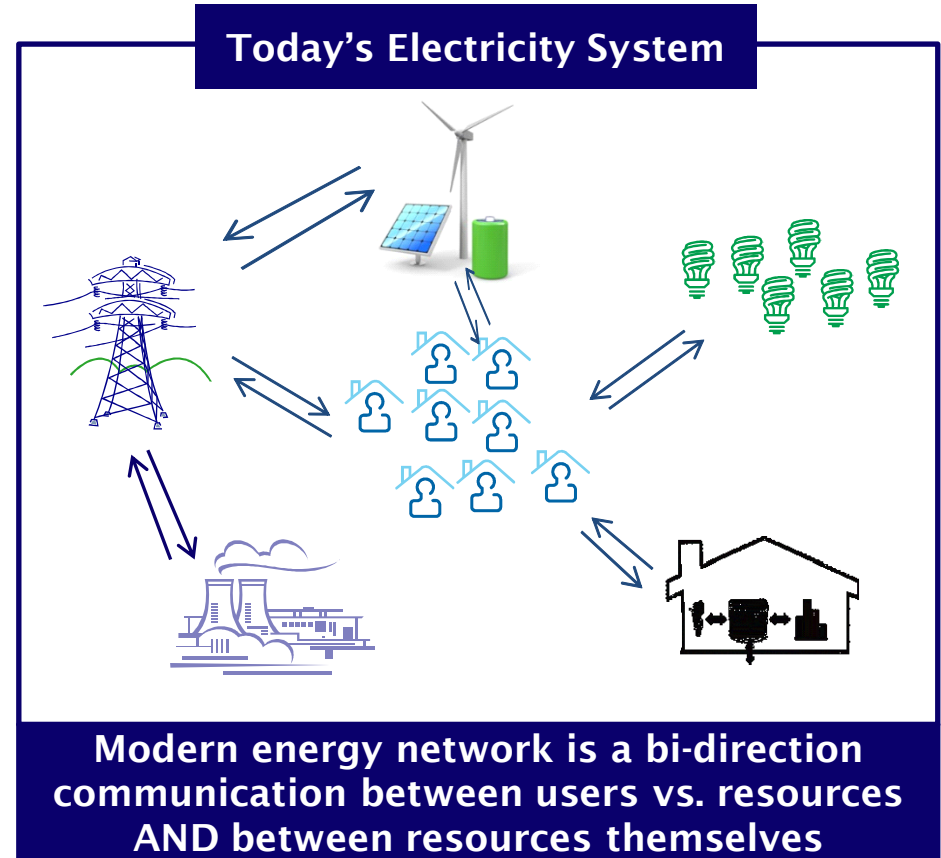 Today’s Electricity System
Modern energy network is a bi-direction
communication between users vs. resources
AND between resources themselves